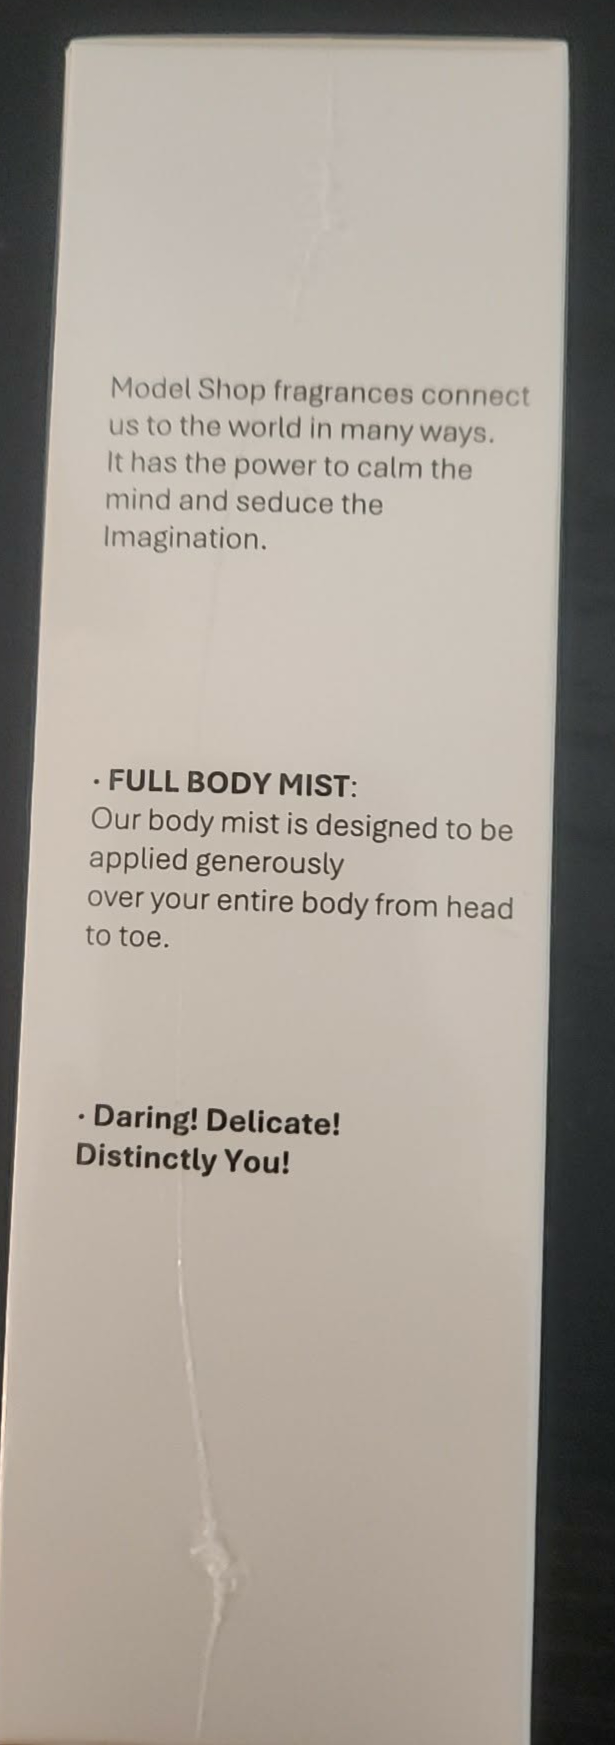 Model Shop fragrances connect
us to the world in many ways.
It has the power to calm the
mind and seduce the
Imagination.
· FULL BODY MIST:
Our body mist is designed to be
applied generously
over your entire body from head
to toe.
· Daring! Delicate!
Distinctly You!